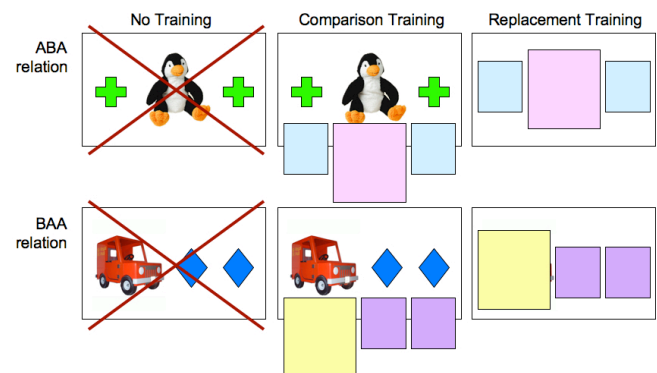 No Training
Comparison Training
Replacement Training
ABA
relation
BAA
relation